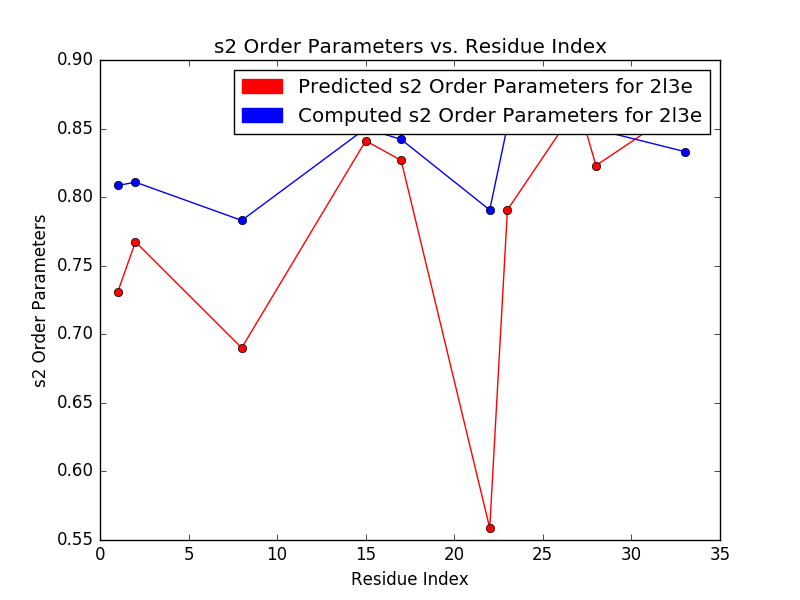 s2 Order Parameters vs. Residue Index
Predicted s2 Order Parameters for 2l3e
Computed s2 Order Parameters for 2l3e
0.90
0.85
0.80
0.75
0.70
0.65
0.60
0.55
s2 Order Parameters
0 5 10 15 20 25 30 35
Residue Index